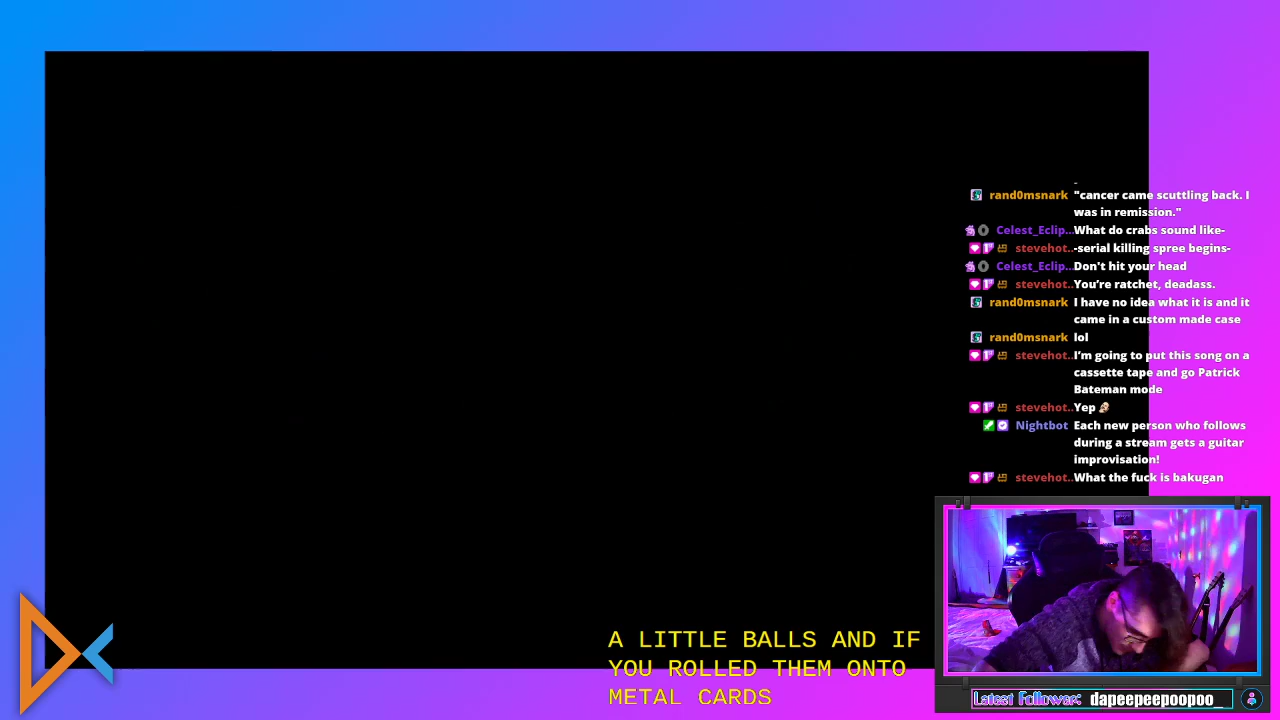 rand0msnark "cancer came scuttling back. I
was in remission."
Celest_Eclip... What do crabs sound like-
stevehot.. -serial killing spree begins-
Celest_Eclip... Don't hit your head
stevehot.. You're ratchet, deadass.
rand0msnark I have no idea what it is and it
came in a custom made case
rand0msnark lol
stevehot.. I'm going to put this song on a
cassette tape and go Patrick
Bateman mode
stevehot.. Yep
Nightbot Each new person who follows
during a stream gets a guitar
improvisation!
stevehot.. What the fuck is bakugan
A LITTLE BALLS AND IF
YOU ROLLED THEM ONTO
METAL CARDS
Latest Follower: dapeepeepoopoo_